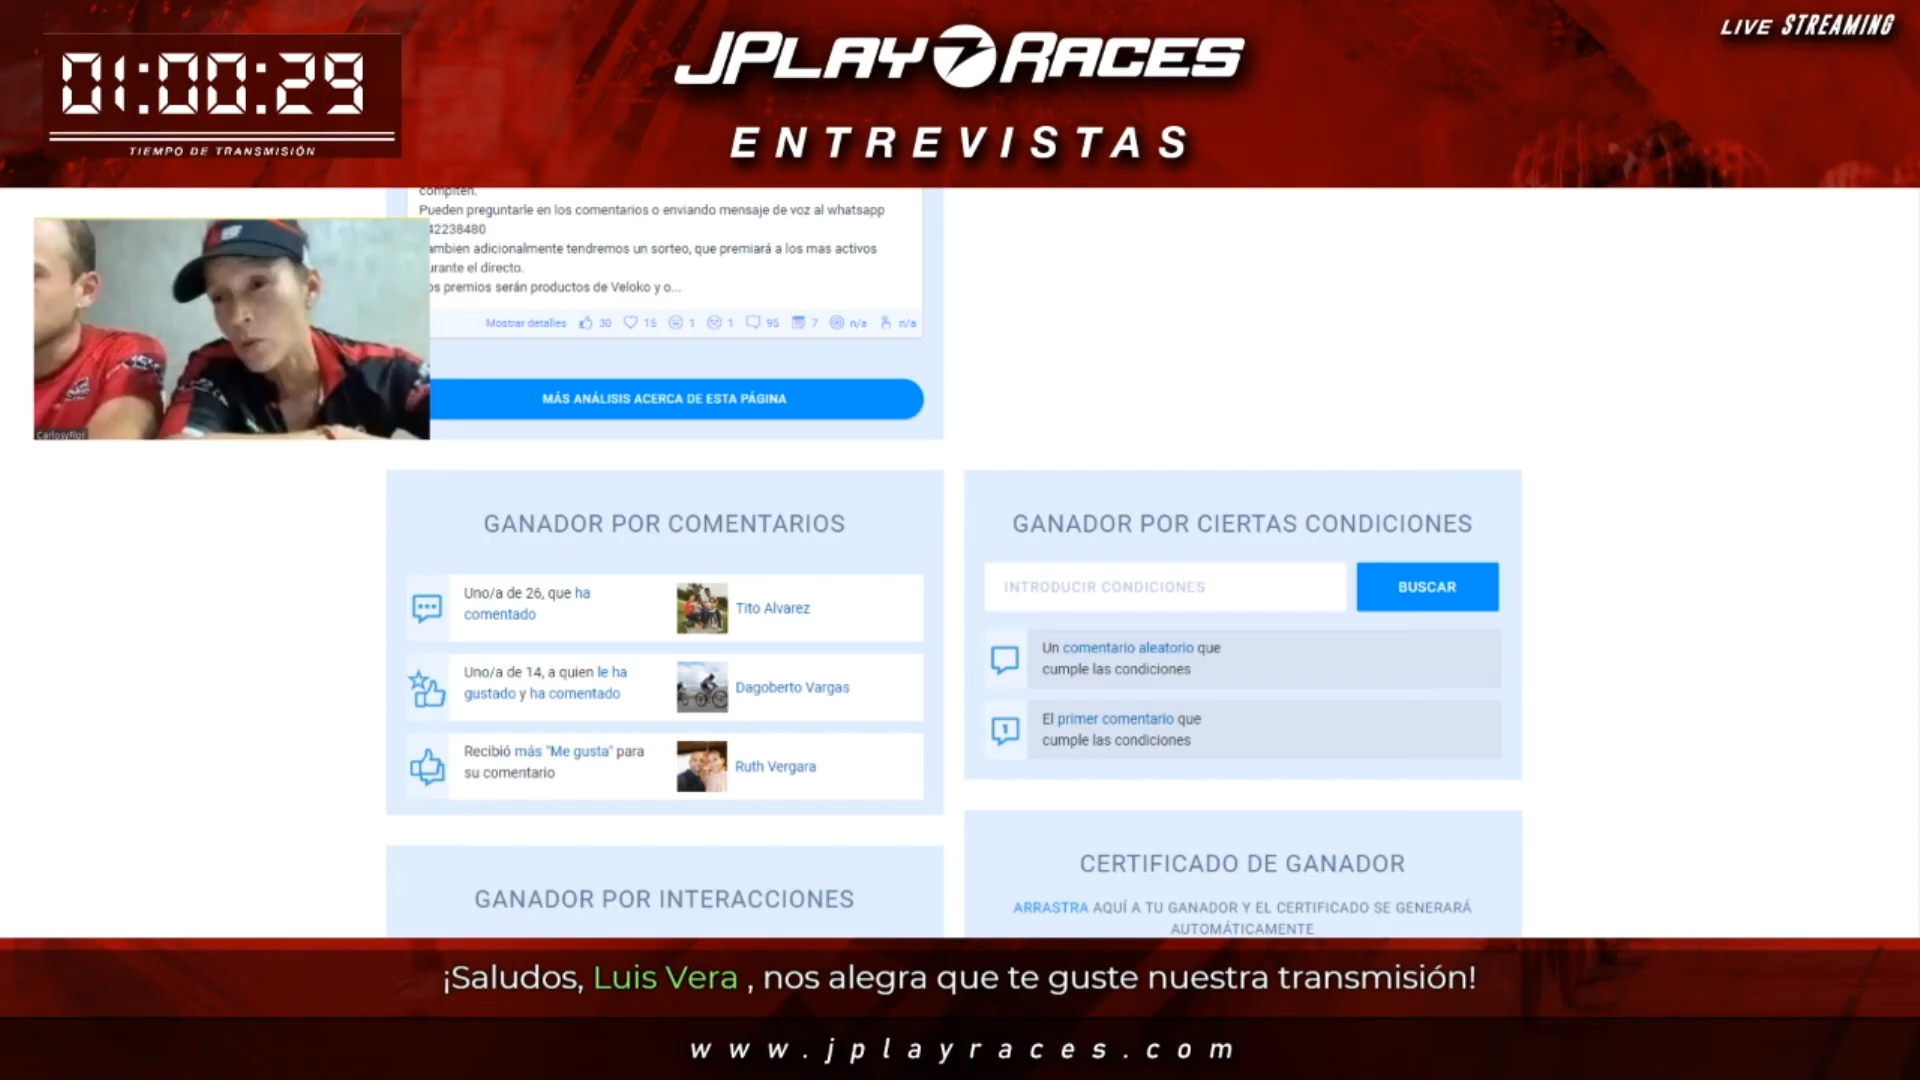 01:00:29
TIEMPO DE TRANSMISIÓN
JPLAY RACES
ENTREVISTAS
LIVE STREAMING
compiten.
Pueden preguntarle en los comentarios o enviando mensaje de voz al whatsapp
42238480
ambien adicionalmente tendremos un sorteo, que premiará a los mas activos
urante el directo.
os premios serán productos de Veloko y o...
Mostrar detalles 30 15 1 1 95 7 n/a n/a
CarlosyFlor
MÁS ANÁLISIS ACERCA DE ESTA PÁGINA
GANADOR POR COMENTARIOS
Uno/a de 26, que ha
comentado
Tito Alvarez
Uno/a de 14, a quien le ha
gustado y ha comentado
Dagoberto Vargas
Recibió más "Me gusta" para
su comentario
Ruth Vergara
GANADOR POR INTERACCIONES
GANADOR POR CIERTAS CONDICIONES
INTRODUCIR CONDICIONES
BUSCAR
Un comentario aleatorio que
cumple las condiciones
1
El primer comentario que
cumple las condiciones
CERTIFICADO DE GANADOR
ARRASTRA AQUÍ A TU GANADOR Y EL CERTIFICADO SE GENERARÁ
AUTOMÁTICAMENTE
¡Saludos, Luis Vera , nos alegra que te guste nuestra transmisión!
www.jplayraces.com